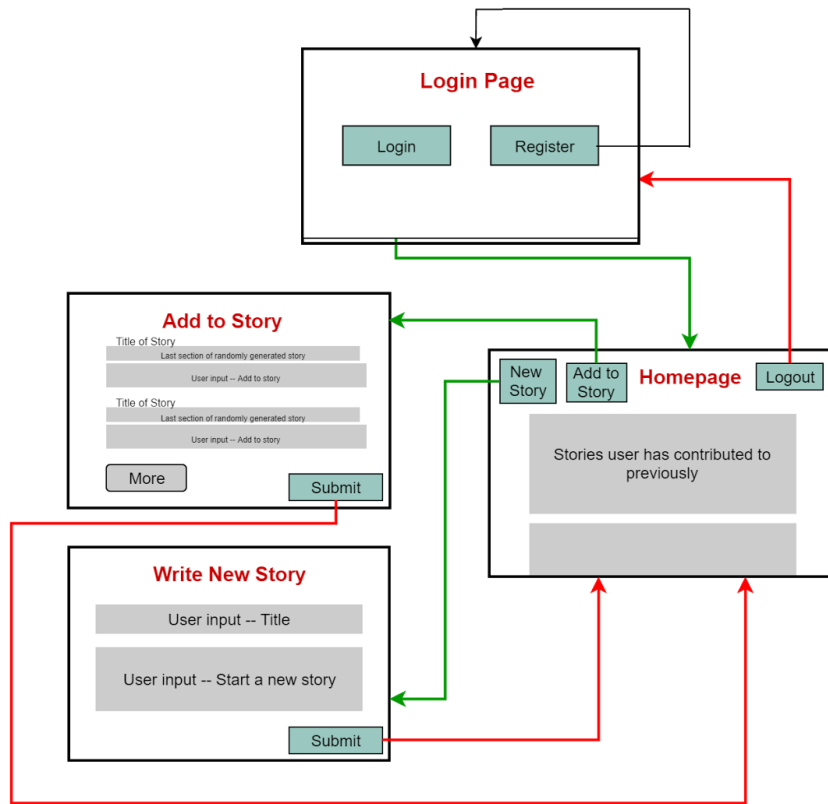 Login Page
Login
Register
Add to Story
Title of Story
Last section of randomly generated story
User input -- Add to story
Title of Story
Last section of randomly generated story
User input -- Add to story
More
Submit
New
Story
Add to
Story
Homepage
Logout
Stories user has contributed to
previously
Write New Story
User input -- Title
User input -- Start a new story
Submit